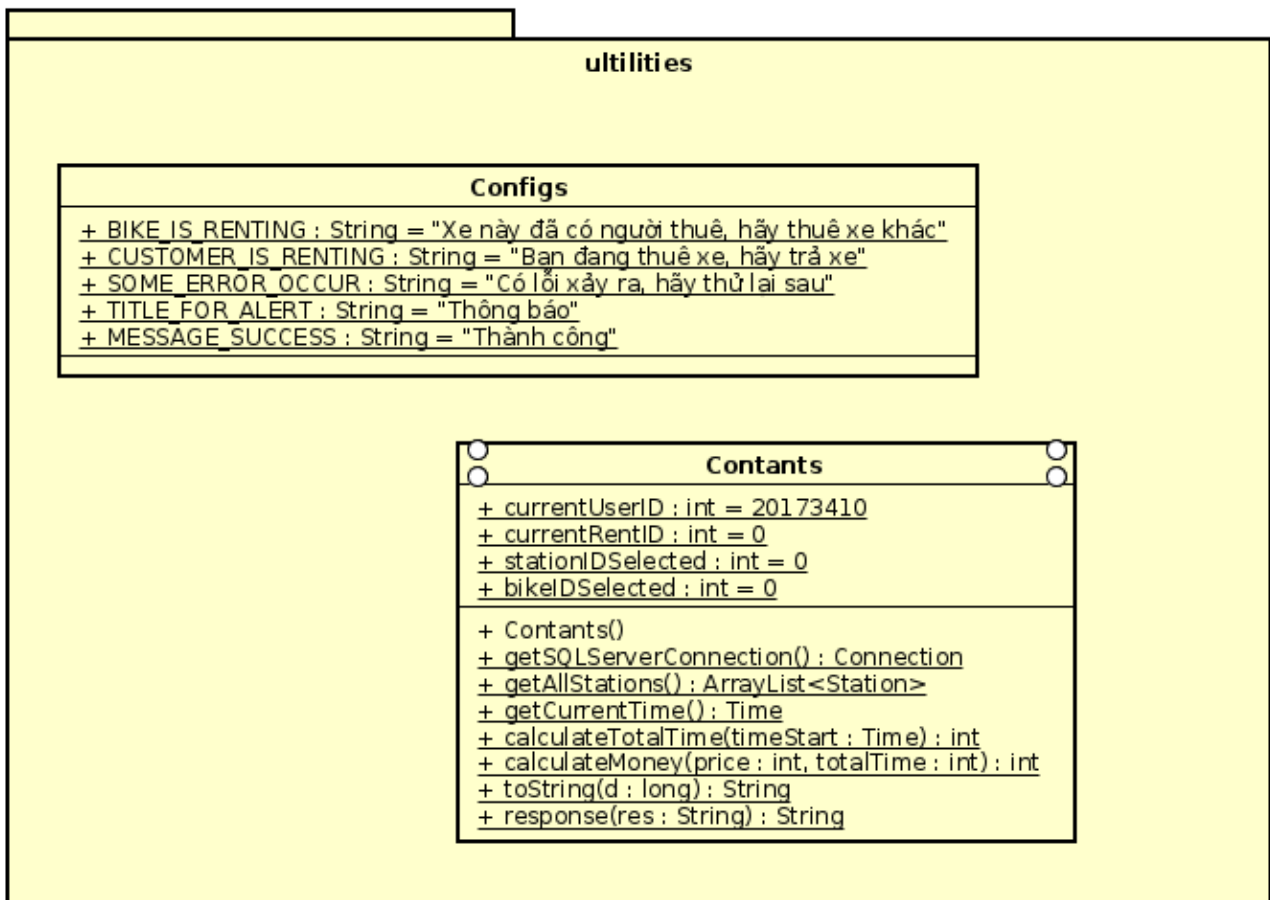 ultilities
Configs
+ BIKE_IS_RENTING : String = "Xe này đã có người thuê, hãy thuê xe khác"
+ CUSTOMER_IS_RENTING : String = "Bạn đang thuê xe, hãy trả xe"
+ SOME_ERROR_OCCUR : String = "Có lỗi xảy ra, hãy thử lại sau"
+ TITLE_FOR_ALERT : String = "Thông báo"
+ MESSAGE_SUCCESS : String = "Thành công"
Contants
+ currentUserID : int = 20173410
+ currentRentID : int = 0
+ stationIDSelected : int = 0
+ bikeIDSelected : int = 0
+ Contants()
+ getSQLServerConnection() : Connection
+ getAllStations() : ArrayList<Station>
+ getCurrentTime() : Time
+ calculateTotalTime(timeStart : Time) : int
+ calculateMoney(price : int, totalTime : int) : int
+ toString(d : long) : String
+ response(res : String) : String